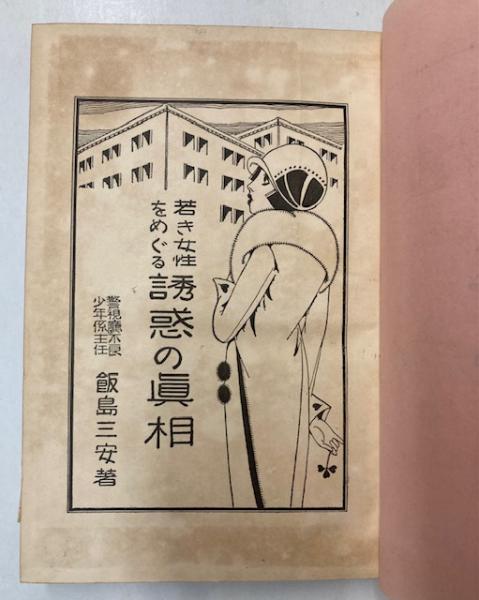 若き女性
をめぐる
誘惑の眞相
警視廳不良
少年係主任
飯島三安著